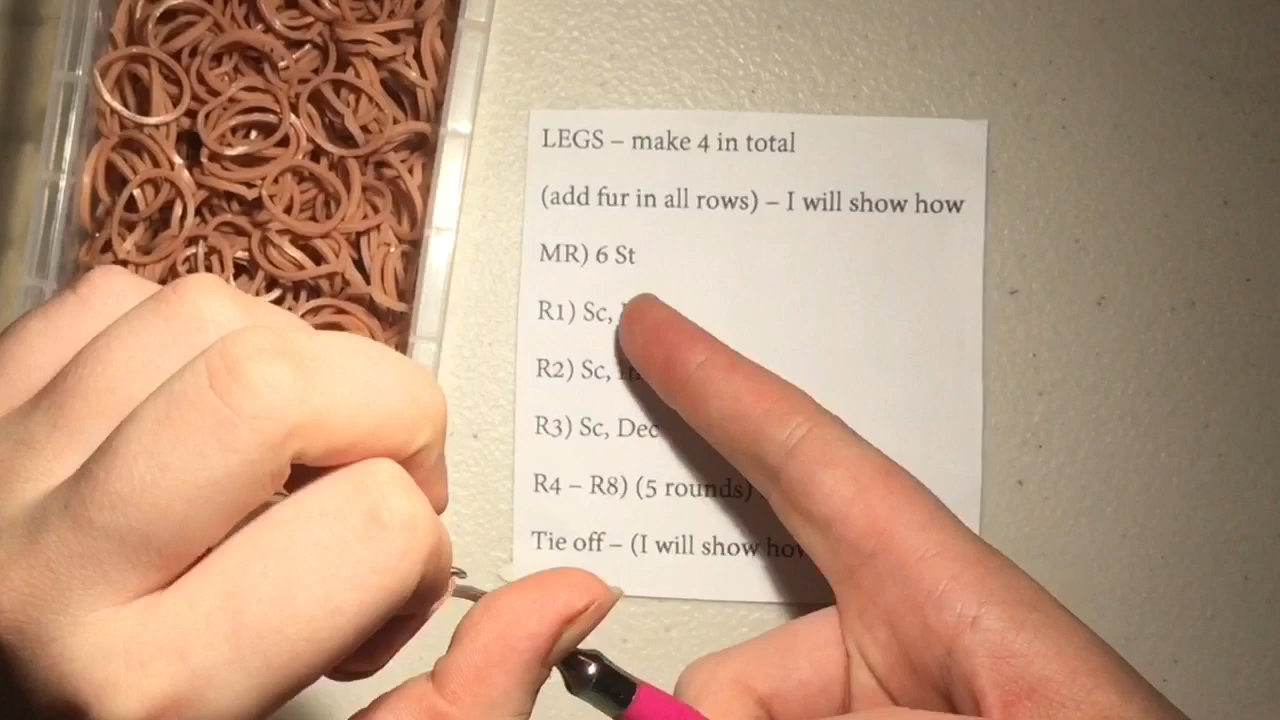 LEGS – make 4 in total
(add fur in all rows) – I will show how
MR) 6 St
R1) Sc,
R2) Sc,
R3) Sc, Dec
R4 – R8) (5 rounds)
Tie off – (I will show how